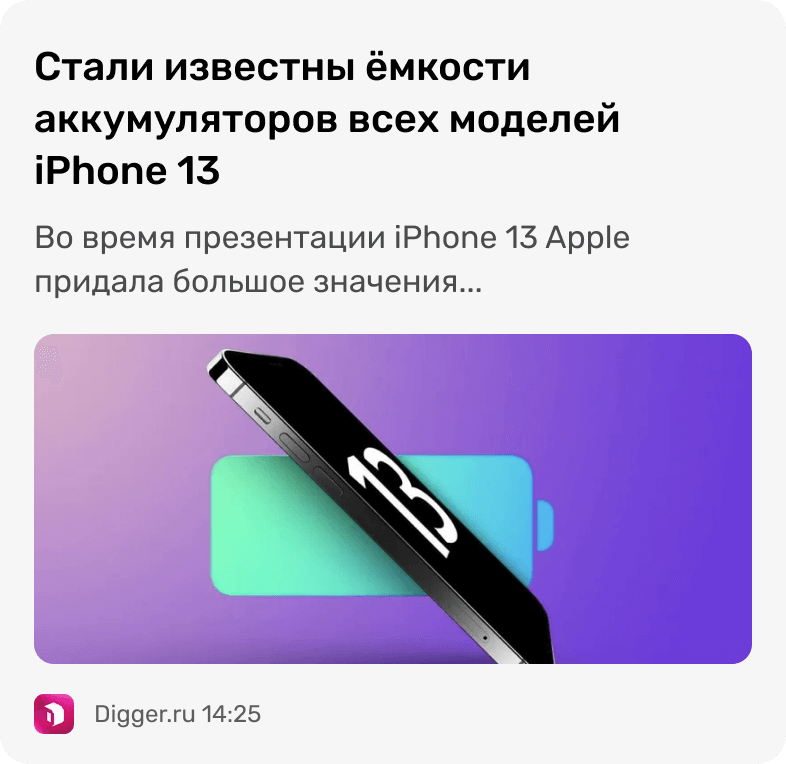 Стали известны ёмкости
аккумуляторов всех моделей
iPhone 13
Во время презентации iPhone 13 Apple
придала большое значения...
13
Digger.ru 14:25